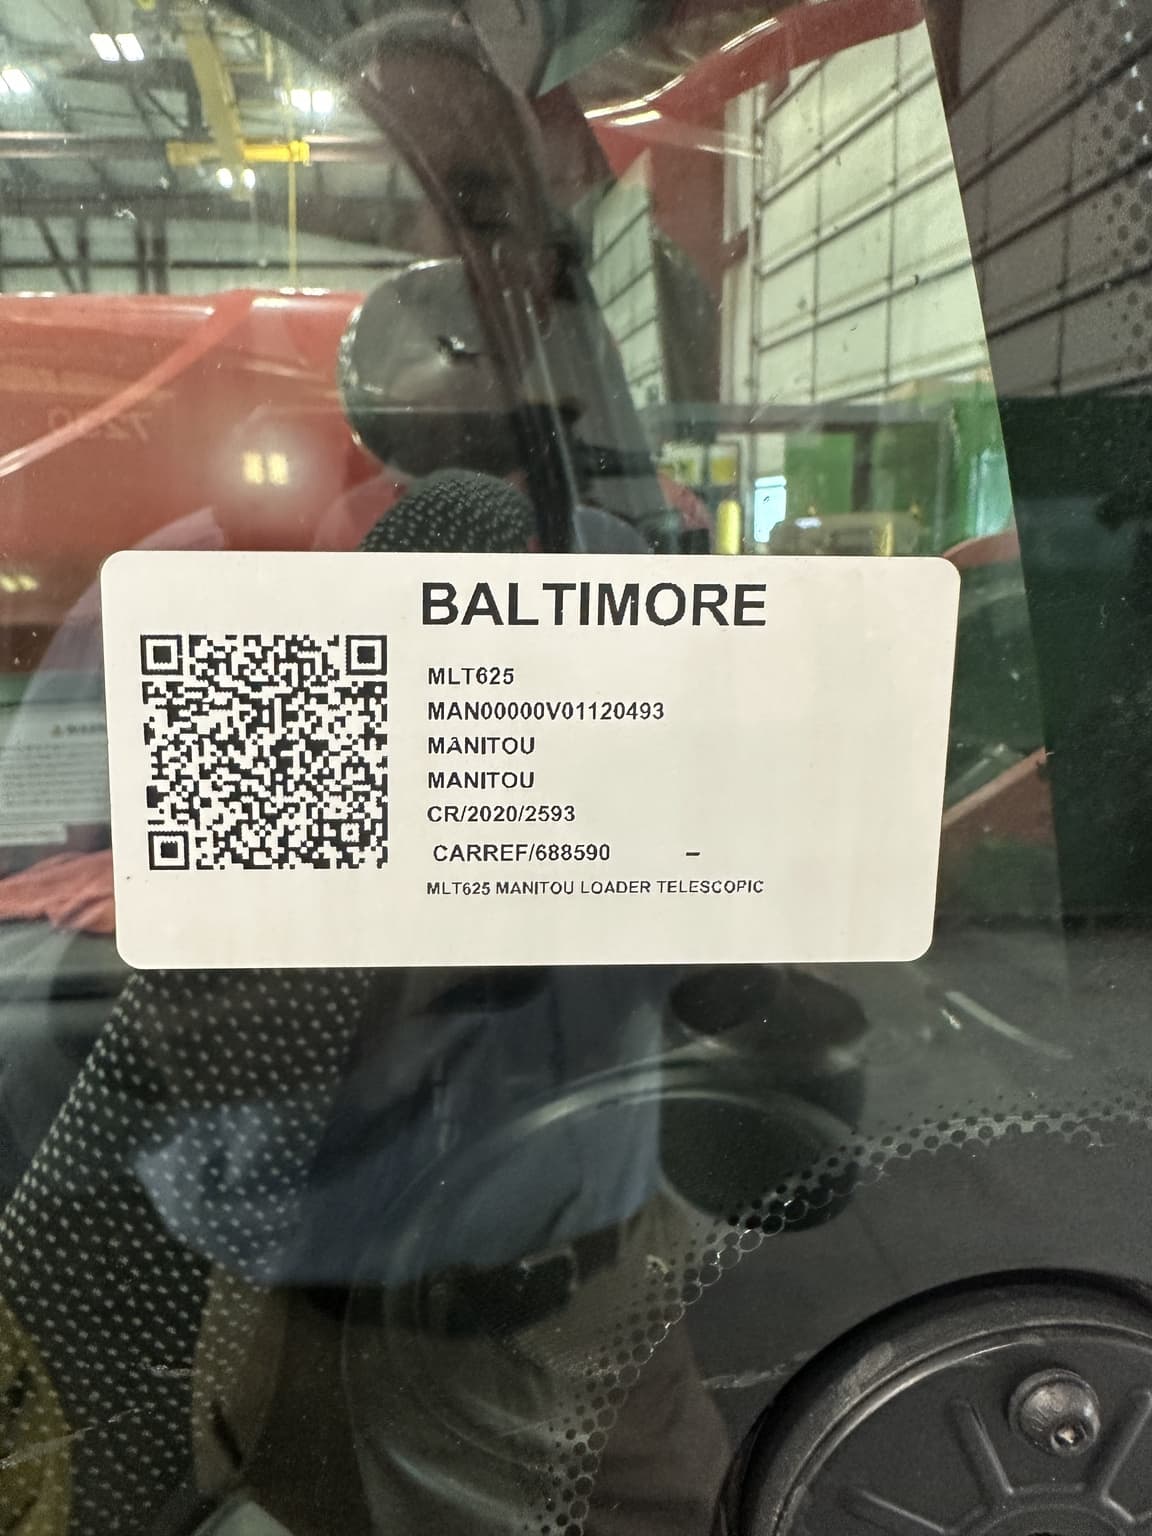 BALTIMORE
MLT625
MAN00000V01120493
MANITOU
MANITOU
CR/2020/2593
CARREF/688590 –
MLT625 MANITOU LOADER TELESCOPIC